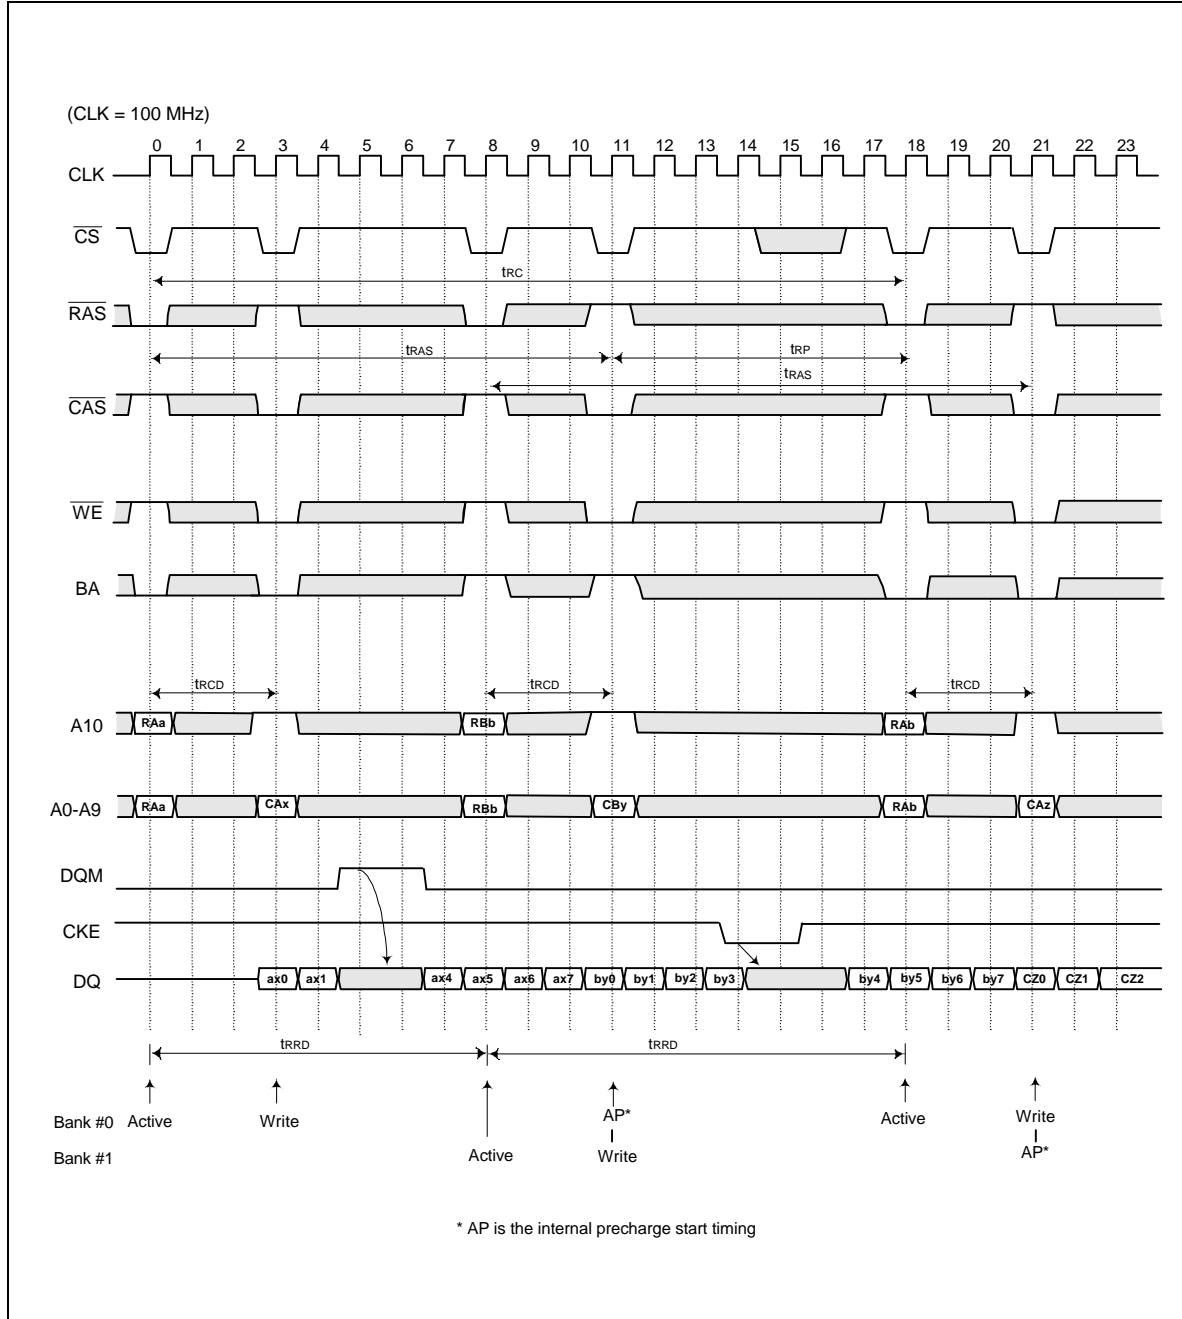 (CLK = 100 MHz)
0 1 2 3 4 5 6 7 8 9 10 11 12 13 14 15 16 17 18 19 20 21 22 23
CLK
CS
tRC
RAS
tRAS tRP
tRAS
CAS
WE
BA
tRCD tRCD tRCD
A10 RAa RBb RAb
A0-A9 RAa CAx RBb CBy RAb CAz
DQM
CKE
DQ ax0 ax1 ax4 ax5 ax6 ax7 by0 by1 by2 by3 by4 by5 by6 by7 CZ0 CZ1 CZ2
tRRD tRRD
Bank #0 Active Write AP* Active Write
Bank #1 Active Write AP*
* AP is the internal precharge start timing